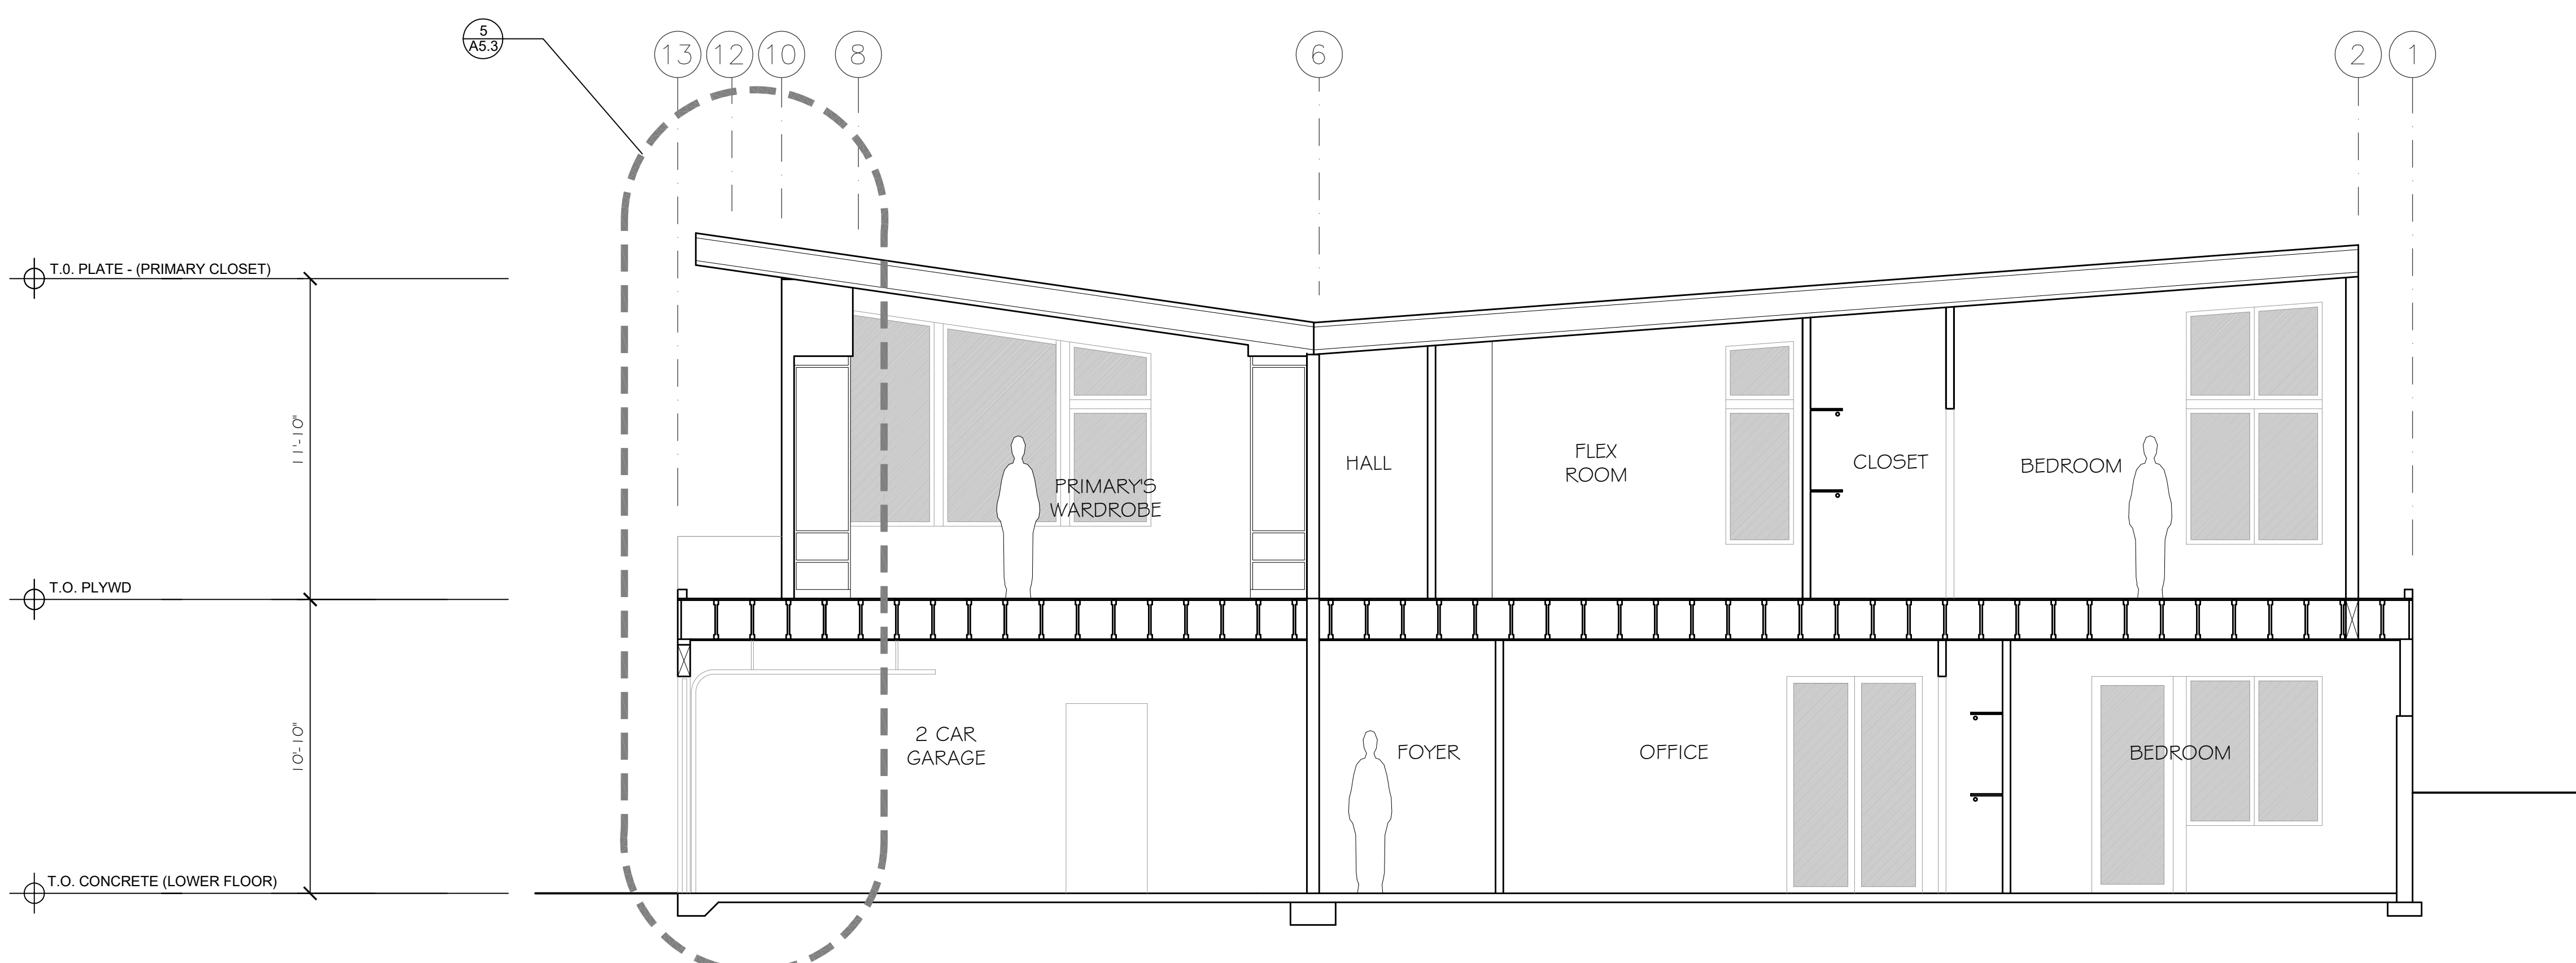 5
A5.3
13 12 10 8 6 2 1
T.0. PLATE - (PRIMARY CLOSET)
11'-10"
T.O. PLYWD
10'-10"
T.O. CONCRETE (LOWER FLOOR)
PRIMARY'S
WARDROBE
HALL
FLEX
ROOM
CLOSET
BEDROOM
2 CAR
GARAGE
FOYER
OFFICE
BEDROOM